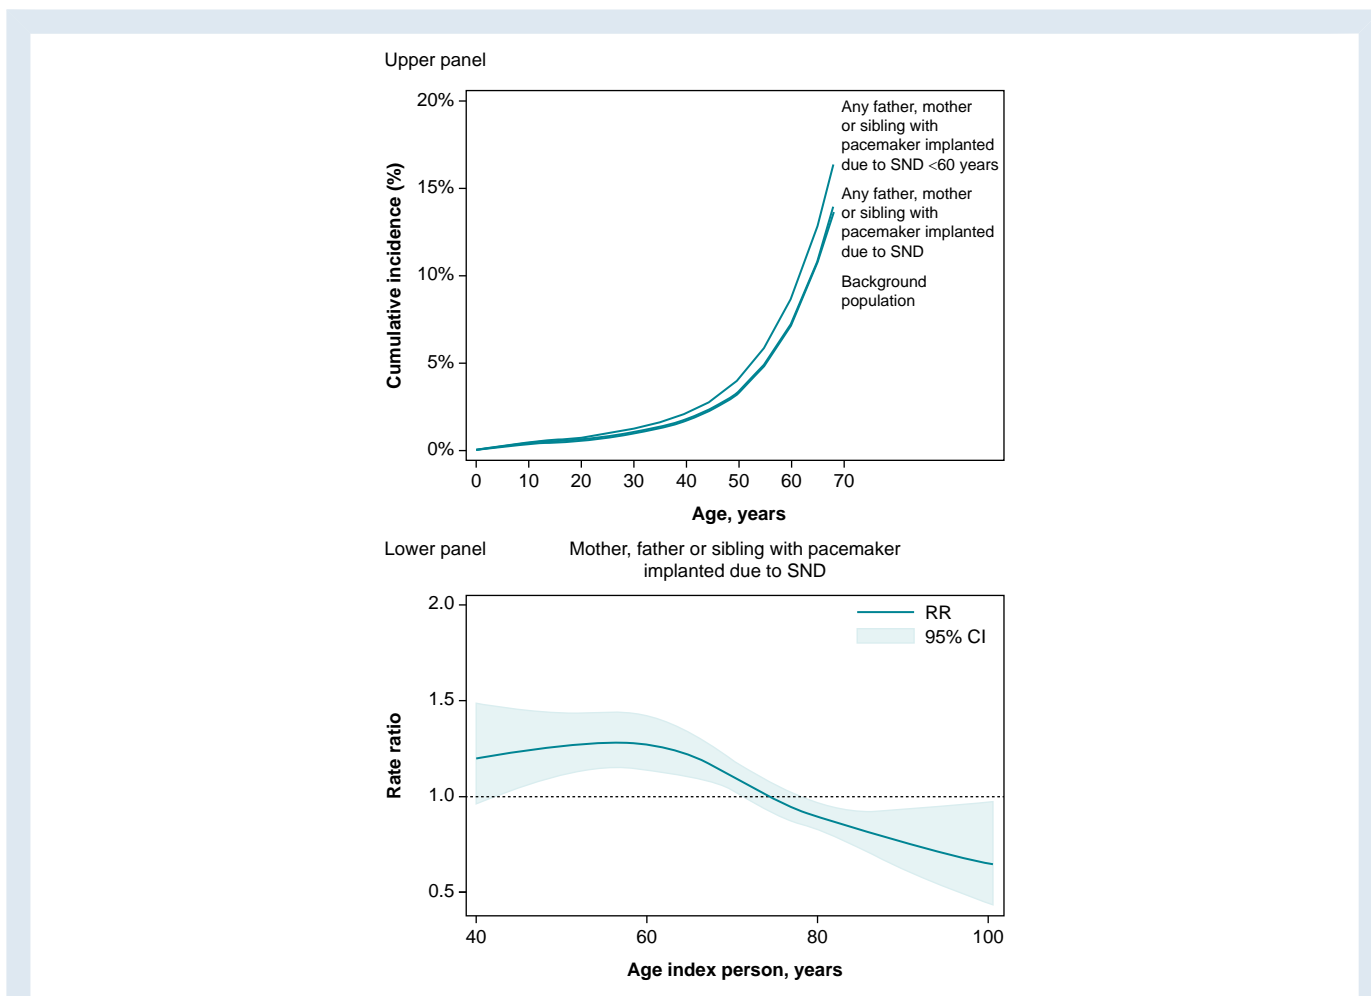 Upper panel
20%
15%
10%
5%
0%
Cumulative incidence (%)
Any father, mother
or sibling with
pacemaker implanted
due to SND <60 years
Any father, mother
or sibling with
pacemaker implanted
due to SND
Background
population
0 10 20 30 40 50 60 70
Age, years
Lower panel
Mother, father or sibling with pacemaker
implanted due to SND
2.0
1.5
1.0
0.5
Rate ratio
RR
95% CI
40 60 80 100
Age index person, years